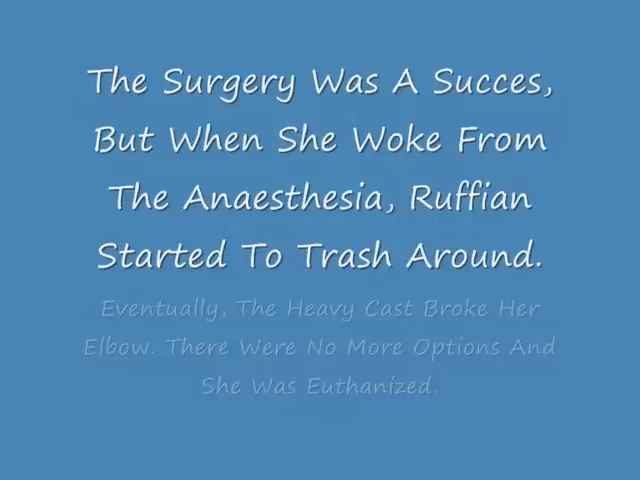 The Surgery Was A Succes,
But When She Woke From
The Anaesthesia, Ruffian
Started To Trash Around.
Eventually, The Heavy Cast Broke Her
Elbow. There Were No More Options And
She Was Euthanized.